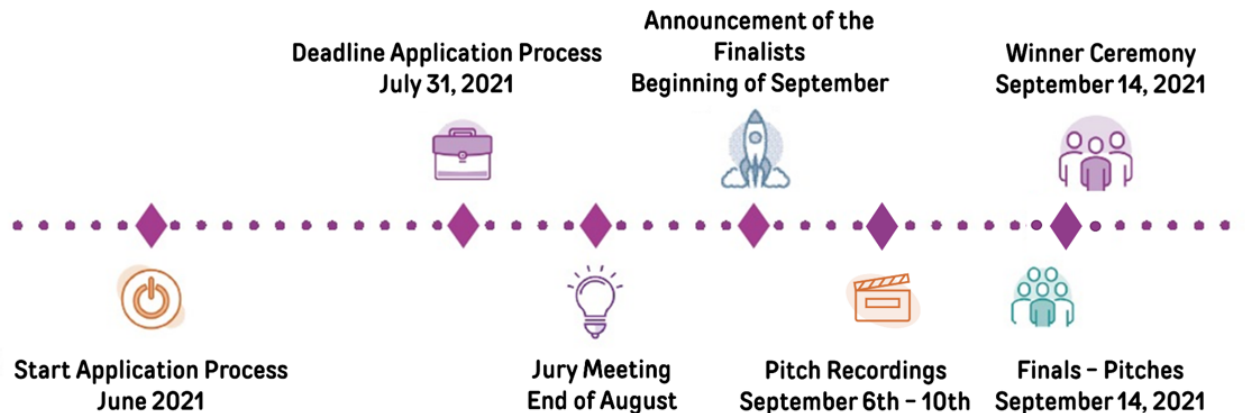 Announcement of the
Finalists
Beginning of September
Deadline Application Process
July 31, 2021
Winner Ceremony
September 14, 2021
Start Application Process
June 2021
Jury Meeting
End of August
Pitch Recordings
September 6th – 10th
Finals – Pitches
September 14, 2021